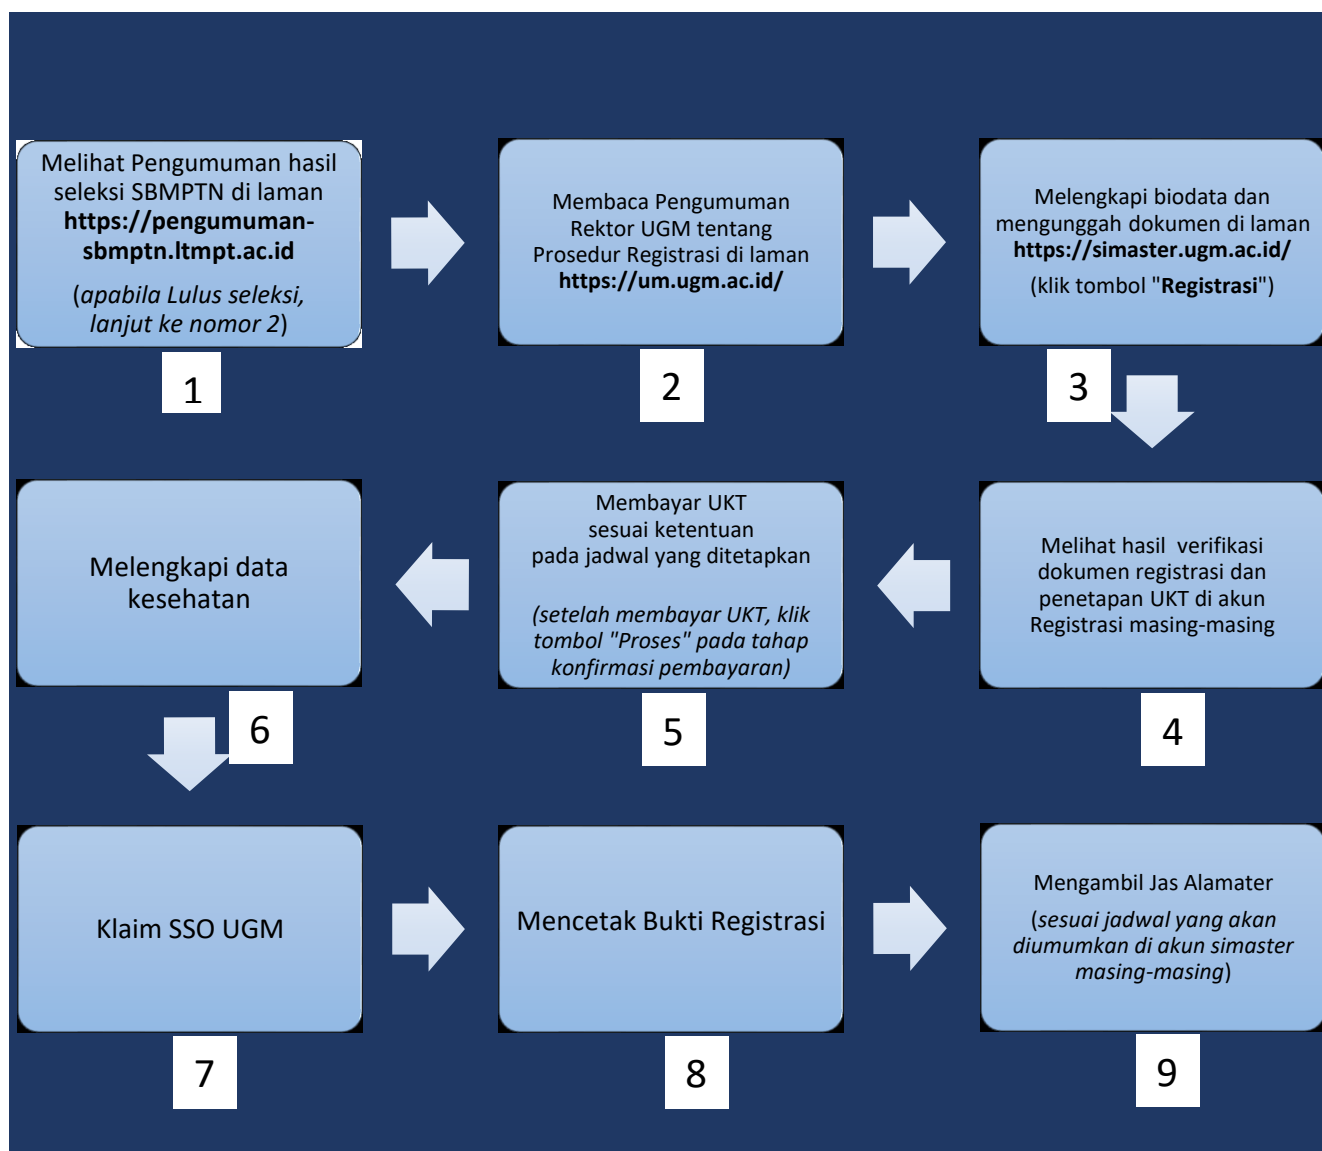 Melihat Pengumuman hasil
seleksi SBMPTN di laman
https://pengumuman-
sbmptn.ltmpt.ac.id
(apabila Lulus seleksi,
lanjut ke nomor 2)
1
Membaca Pengumuman
Rektor UGM tentang
Prosedur Registrasi di laman
https://um.ugm.ac.id/
2
Melengkapi biodata dan
mengunggah dokumen di laman
https://simaster.ugm.ac.id/
(klik tombol "Registrasi")
3
Melihat hasil verifikasi
dokumen registrasi dan
penetapan UKT di akun
Registrasi masing-masing
4
Membayar UKT
sesuai ketentuan
pada jadwal yang ditetapkan
(setelah membayar UKT, klik
tombol "Proses" pada tahap
konfirmasi pembayaran)
5
Melengkapi data
kesehatan
6
Klaim SSO UGM
7
Mencetak Bukti Registrasi
8
Mengambil Jas Alamater
(sesuai jadwal yang akan
diumumkan di akun simaster
masing-masing)
9